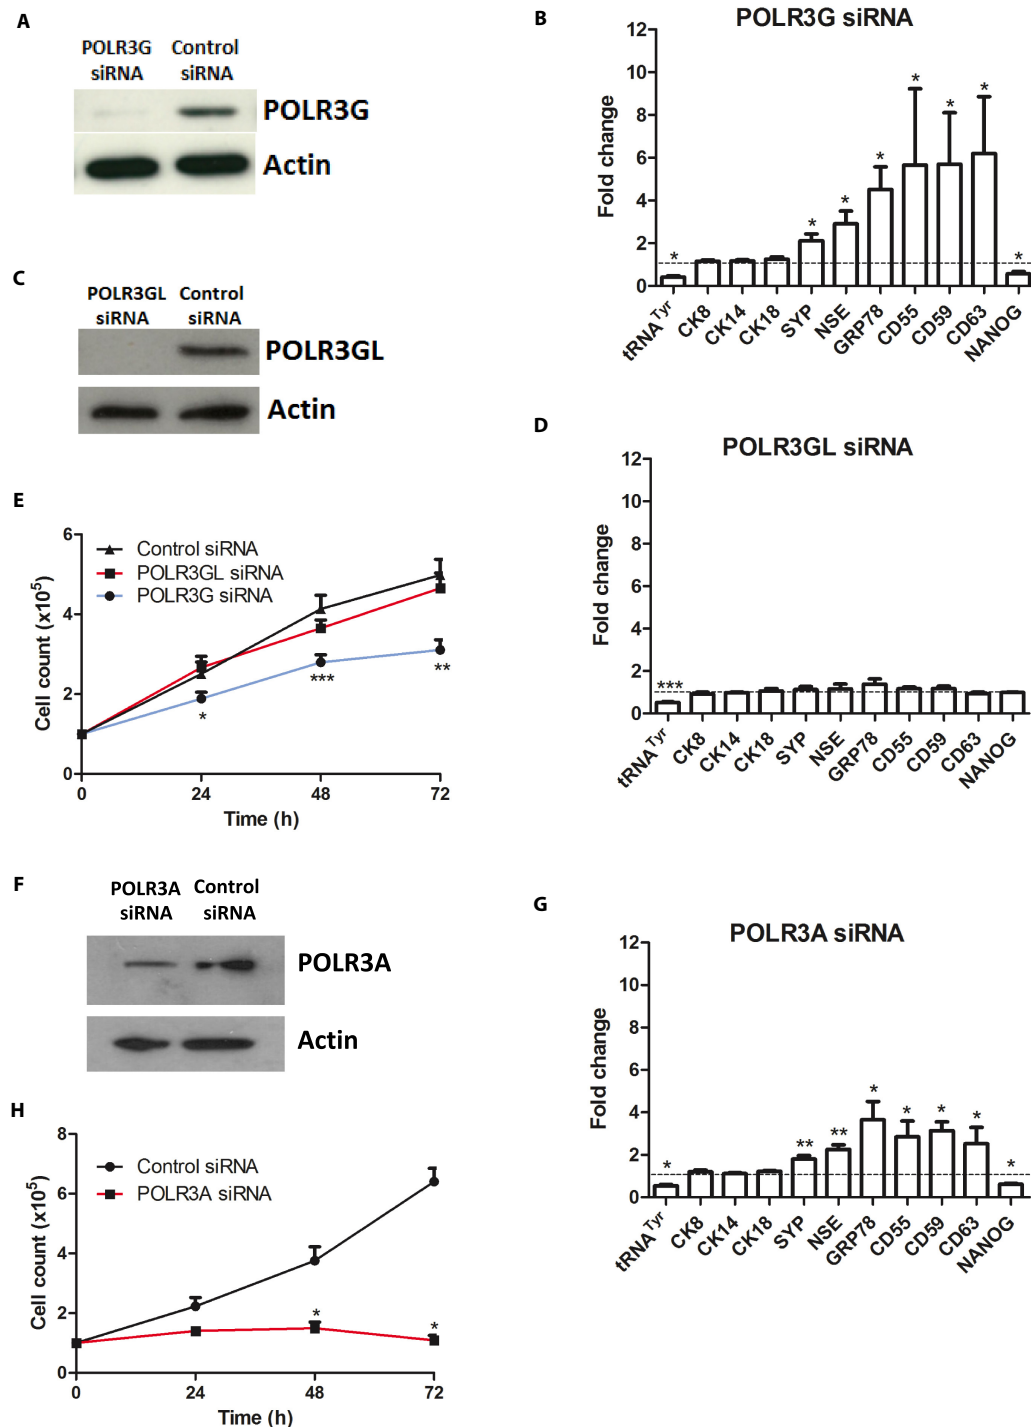 A
POLR3G siRNA
Control siRNA
POLR3G
Actin
B
POLR3G siRNA
Fold change
12
10
8
6
4
2
0
* * * * * * * *
tRNATyr CK8 CK14 CK18 SYP NSE GRP78 CD55 CD59 CD63 NANOG
C
POLR3GL siRNA
Control siRNA
POLR3GL
Actin
D
POLR3GL siRNA
Fold change
12
10
8
6
4
2
0
***
tRNATyr CK8 CK14 CK18 SYP NSE GRP78 CD55 CD59 CD63 NANOG
E
Cell count (x10⁵)
6
4
2
0
Control siRNA
POLR3GL siRNA
POLR3G siRNA
* *** **
0 24 48 72
Time (h)
F
POLR3A siRNA
Control siRNA
POLR3A
Actin
G
POLR3A siRNA
Fold change
12
10
8
6
4
2
0
* ** ** * * * * *
tRNATyr CK8 CK14 CK18 SYP NSE GRP78 CD55 CD59 CD63 NANOG
H
Cell count (x10⁵)
8
6
4
2
0
Control siRNA
POLR3A siRNA
* *
0 24 48 72
Time (h)